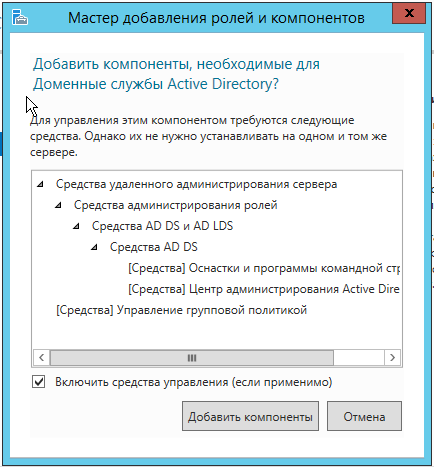 Мастер добавления ролей и компонентов
Добавить компоненты, необходимые для
Доменные службы Active Directory?
Для управления этим компонентом требуются следующие
средства. Однако их не нужно устанавливать на одном и том же
сервере.
Средства удаленного администрирования сервера
Средства администрирования ролей
Средства AD DS и AD LDS
Средства AD DS
[Средства] Оснастки и программы командной
[Средства] Центр администрирования Active
[Средства] Управление групповой политикой
Включить средства управления (если применимо)
Добавить компоненты
Отмена